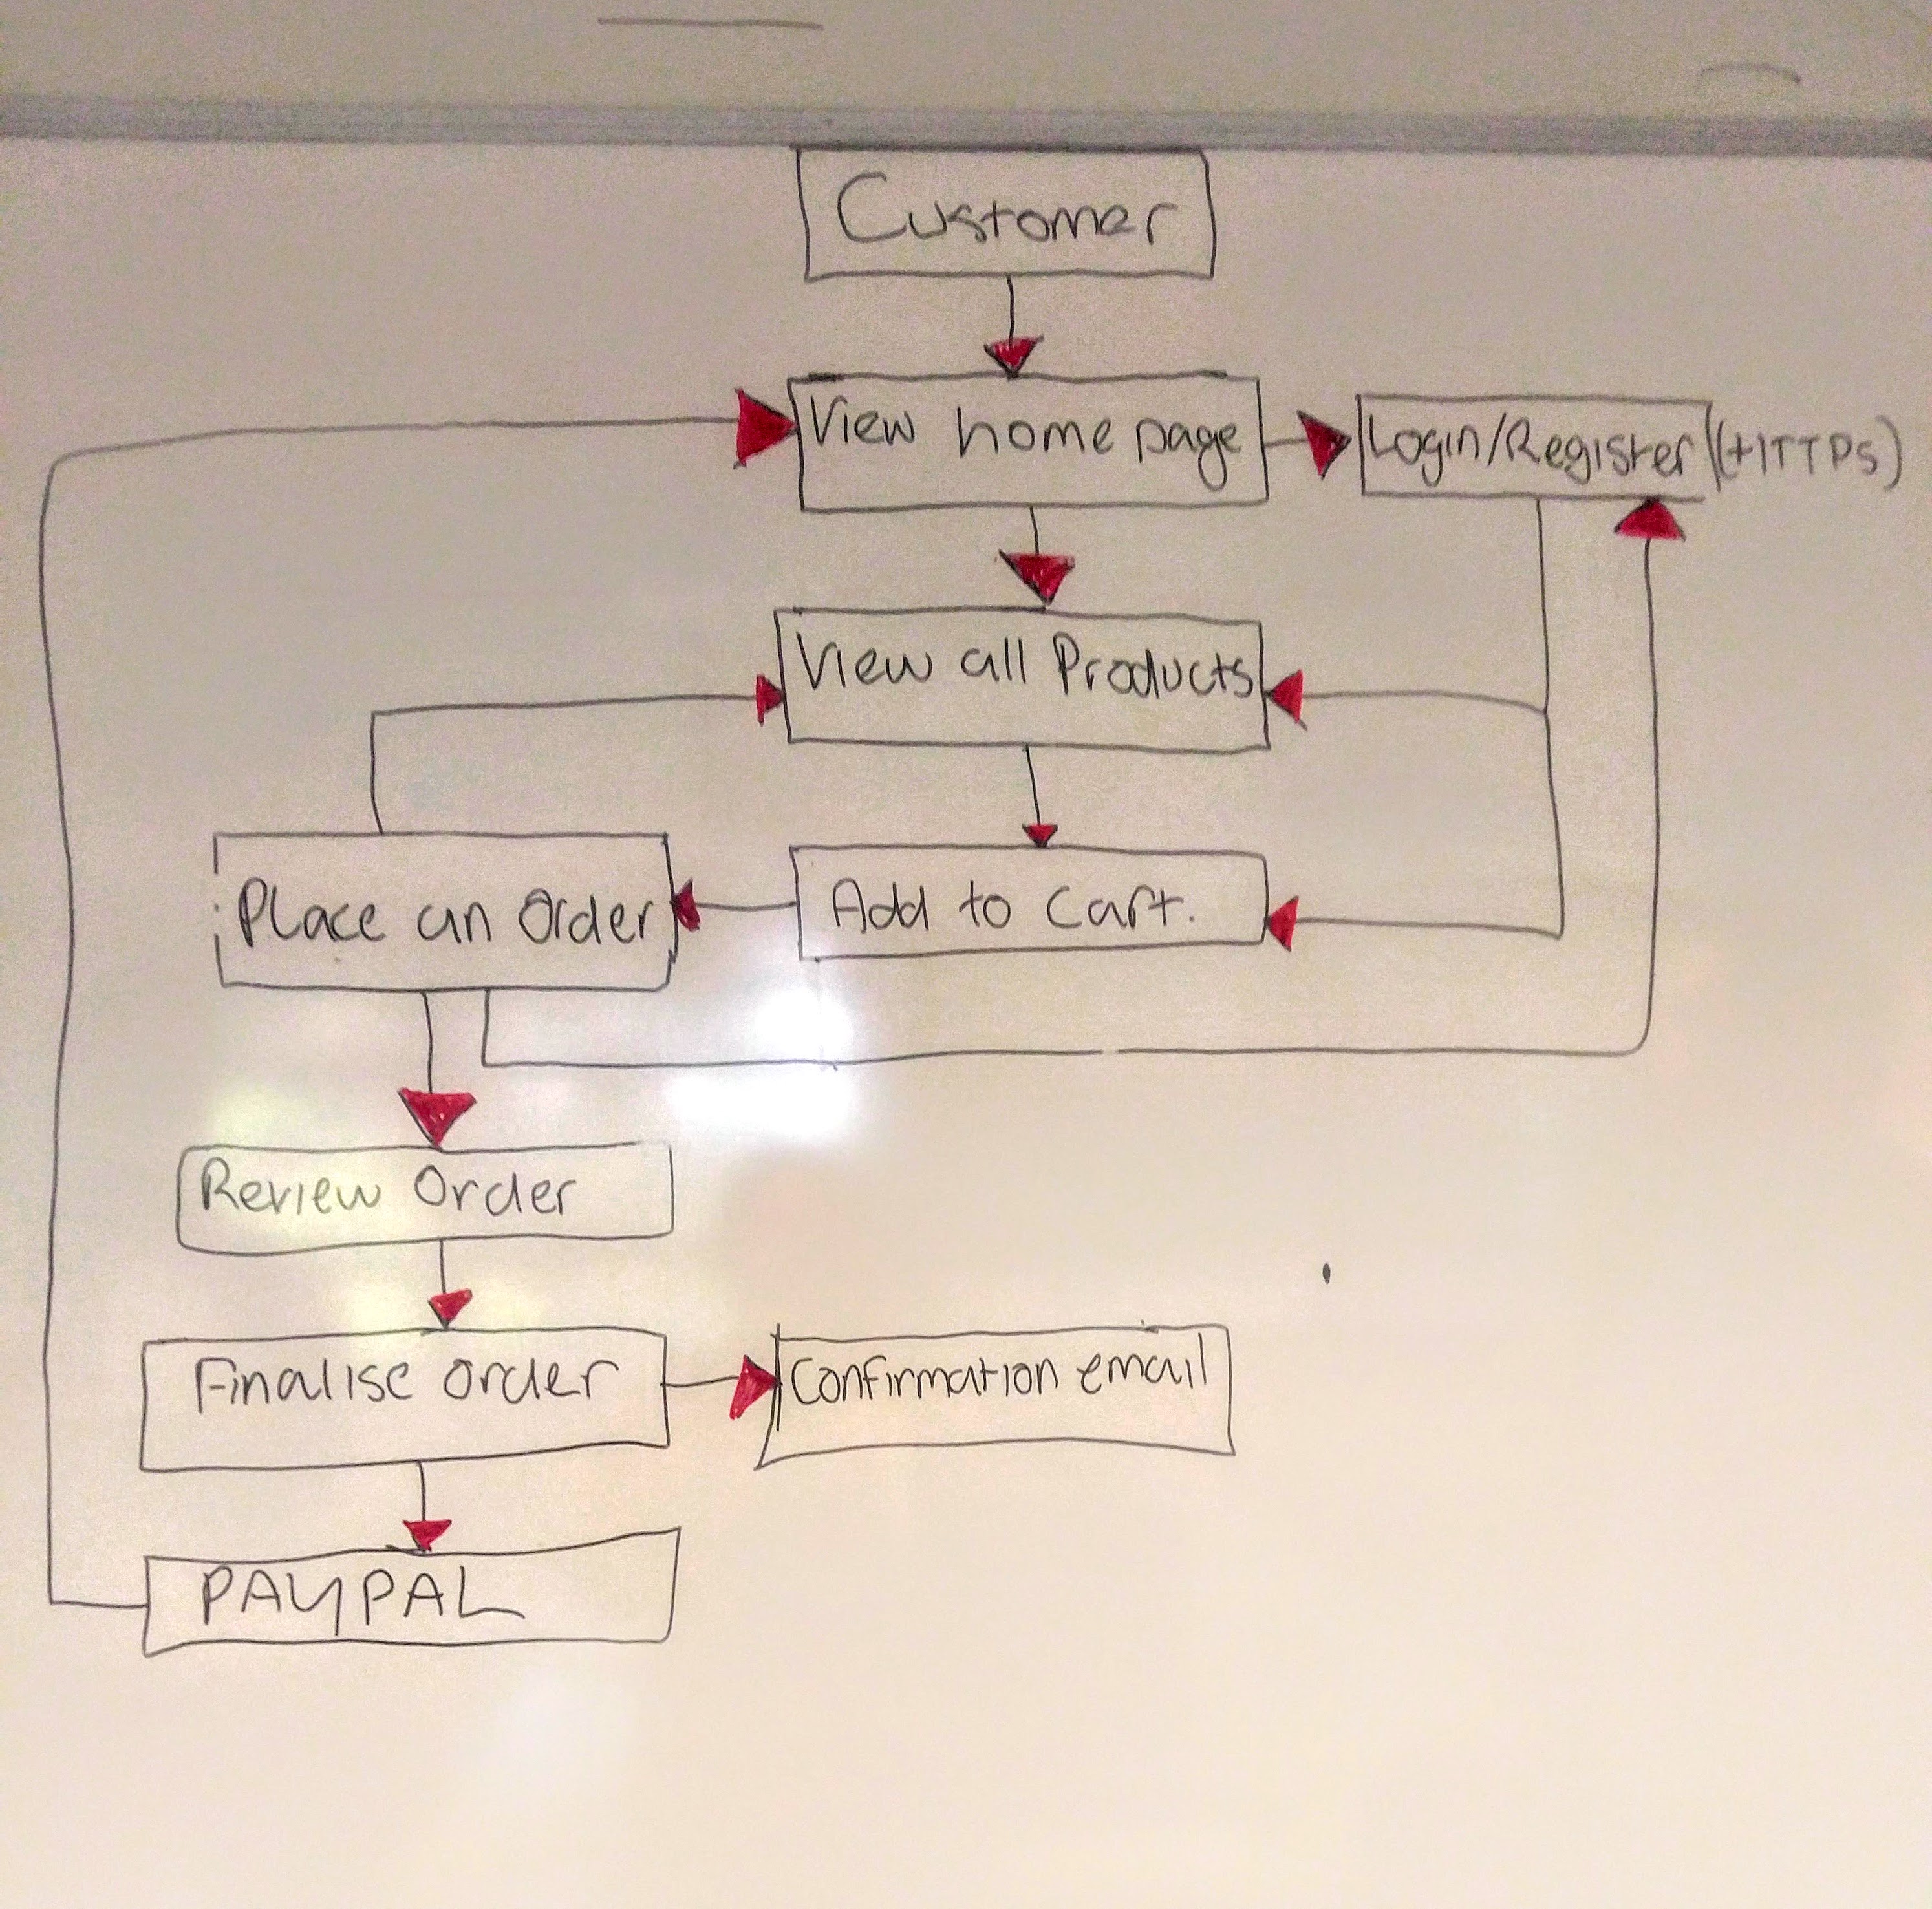 Customer
View home page
Login/Register (HTTPs)
View all Products
Place an Order
Add to Cart.
Review Order
Finalise order
Confirmation email
PAYPAL